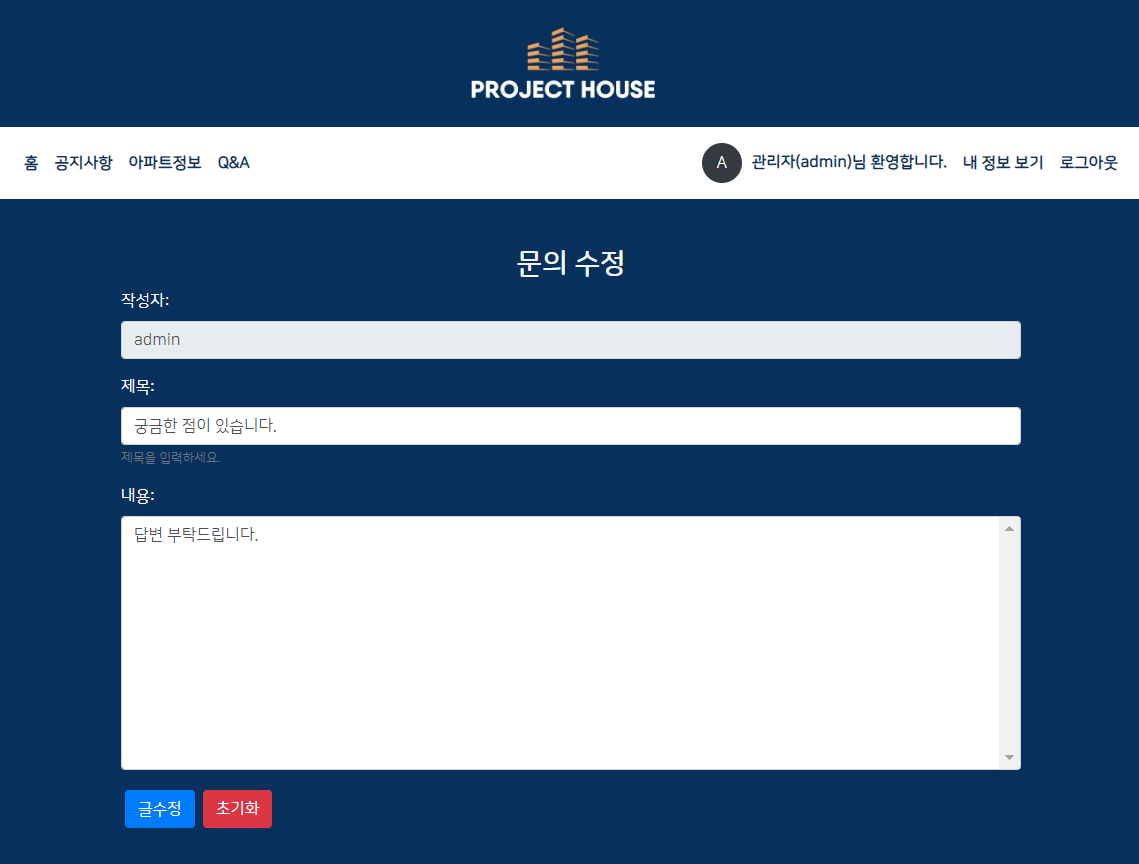 PROJECT HOUSE
홈 공지사항 아파트정보 Q&A A 관리자(admin)님 환영합니다. 내 정보 보기 로그아웃
문의 수정
작성자:
admin
제목:
궁금한 점이 있습니다.
제목을 입력하세요.
내용:
답변 부탁드립니다.
글수정 초기화